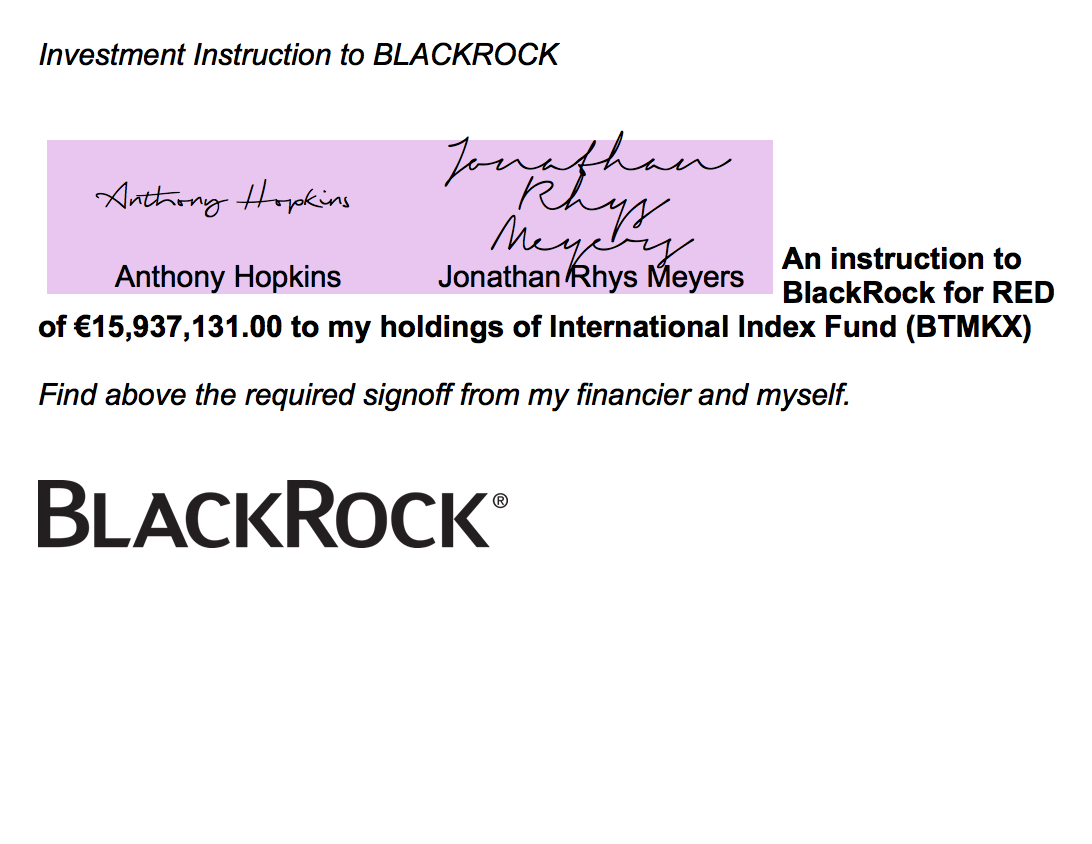 Investment Instruction to BLACKROCK
Anthony Hopkins
Jonathan
Rhys
Meyers
Anthony Hopkins
Jonathan Rhys Meyers
An instruction to
BlackRock for RED
of €15,937,131.00 to my holdings of International Index Fund (BTMKX)
Find above the required signoff from my financier and myself.
BLACKROCK®